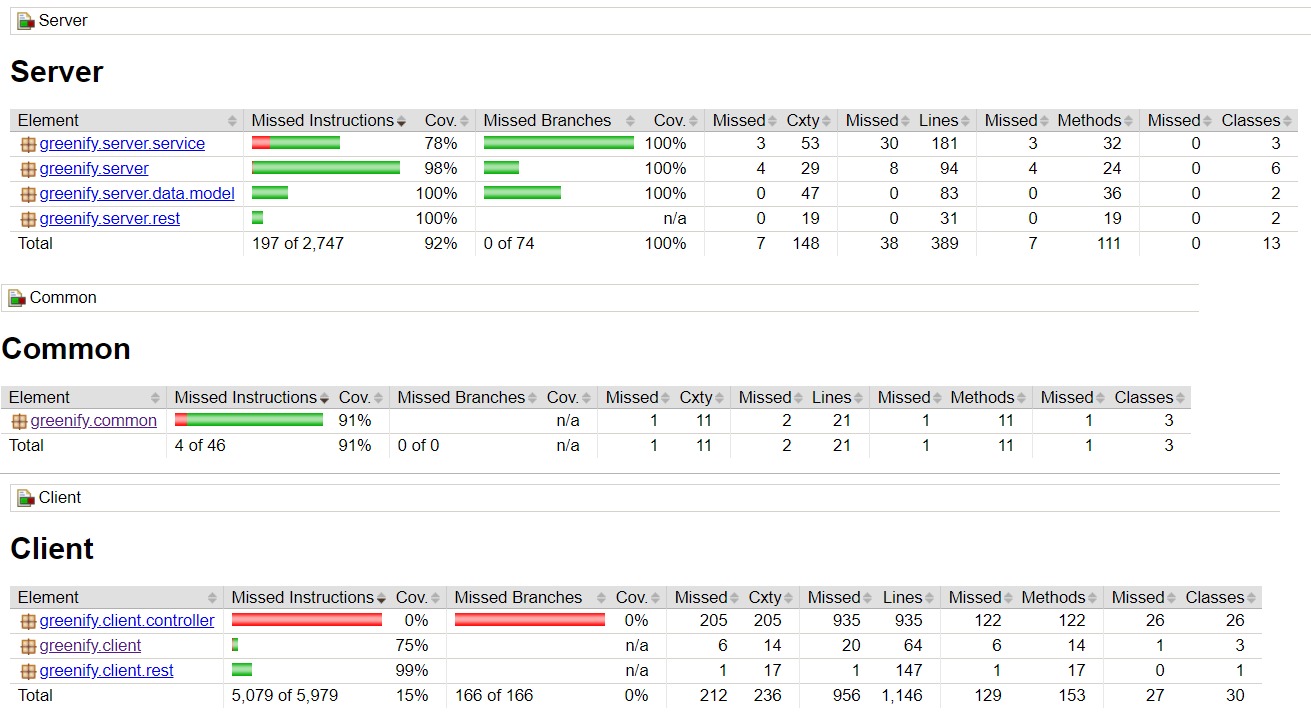 Server
Server
Element Missed Instructions Cov. Missed Branches Cov. Missed Cxty Missed Lines Missed Methods Missed Classes
greenify.server.service 78% 100% 3 53 30 181 3 32 0 3
greenify.server 98% 100% 4 29 8 94 4 24 0 6
greenify.server.data.model 100% 100% 0 47 0 83 0 36 0 2
greenify.server.rest 100% n/a 0 19 0 31 0 19 0 2
Total 197 of 2,747 92% 0 of 74 100% 7 148 38 389 7 111 0 13
Common
Common
Element Missed Instructions Cov. Missed Branches Cov. Missed Cxty Missed Lines Missed Methods Missed Classes
greenify.common 91% n/a 1 11 2 21 1 11 1 3
Total 4 of 46 91% 0 of 0 n/a 1 11 2 21 1 11 1 3
Client
Client
Element Missed Instructions Cov. Missed Branches Cov. Missed Cxty Missed Lines Missed Methods Missed Classes
greenify.client.controller 0% 0% 205 205 935 935 122 122 26 26
greenify.client 75% n/a 6 14 20 64 6 14 1 3
greenify.client.rest 99% n/a 1 17 1 147 1 17 0 1
Total 5,079 of 5,979 15% 166 of 166 0% 212 236 956 1,146 129 153 27 30